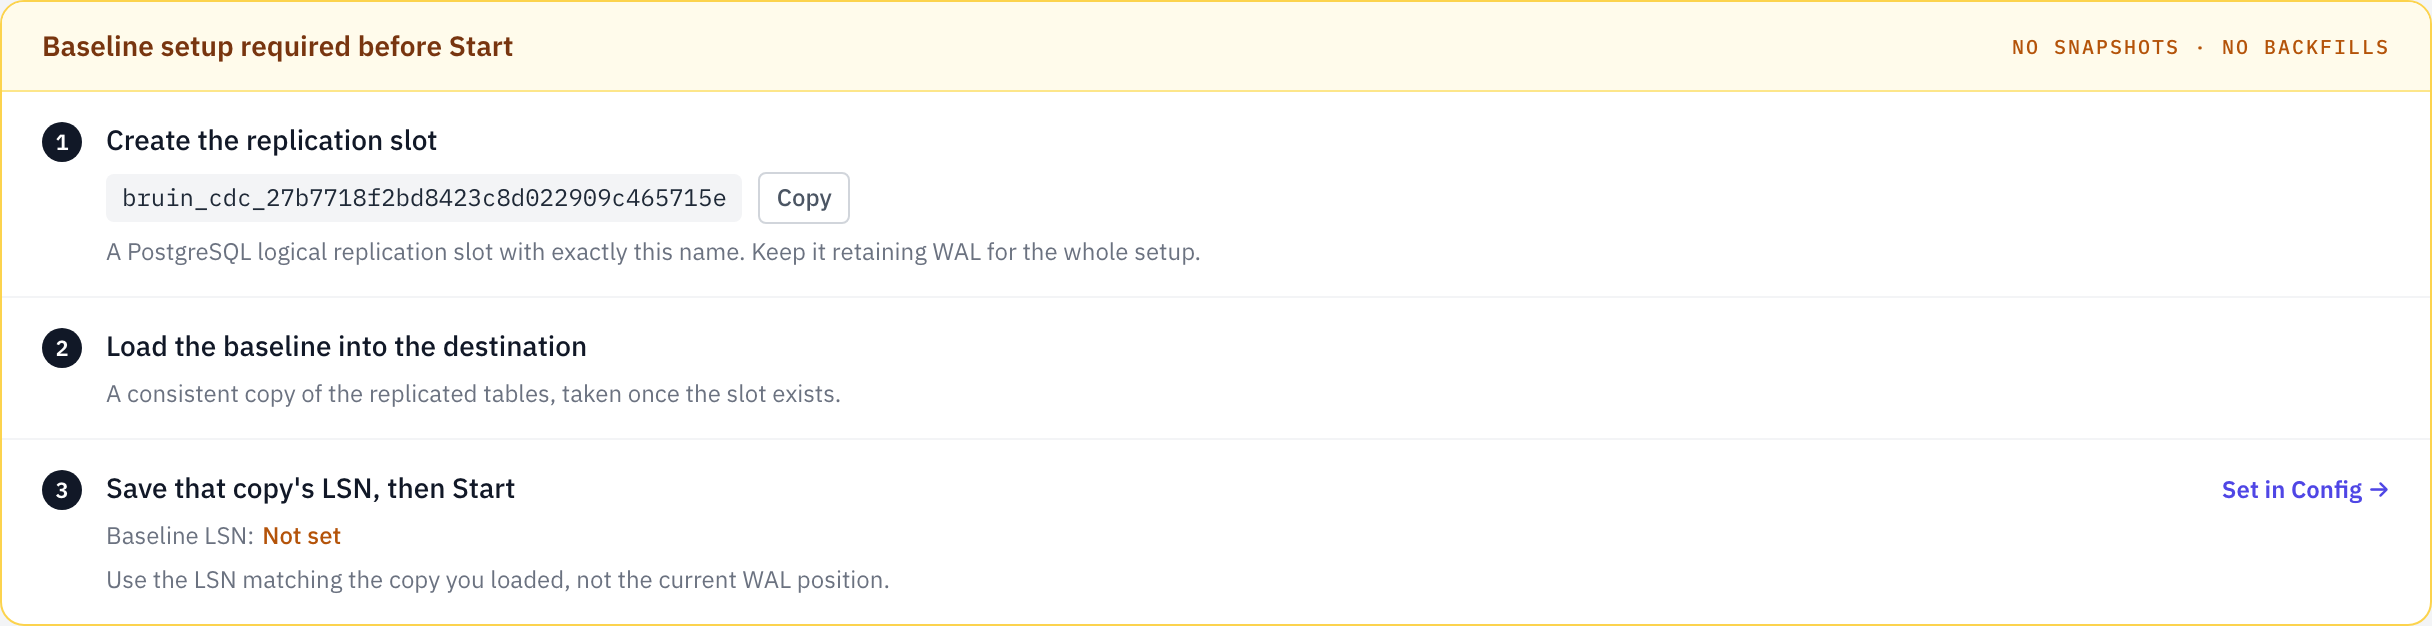 Baseline setup required before Start
NO SNAPSHOTS · NO BACKFILLS
1 Create the replication slot
bruin_cdc_27b7718f2bd8423c8d022909c465715e Copy
A PostgreSQL logical replication slot with exactly this name. Keep it retaining WAL for the whole setup.
2 Load the baseline into the destination
A consistent copy of the replicated tables, taken once the slot exists.
3 Save that copy's LSN, then Start
Set in Config →
Baseline LSN: Not set
Use the LSN matching the copy you loaded, not the current WAL position.